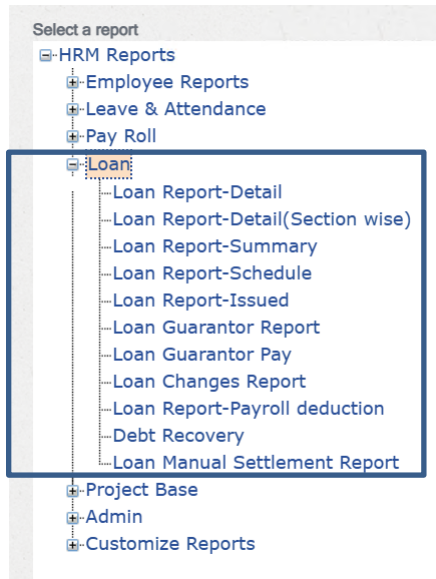 Select a report
HRM Reports
Employee Reports
Leave & Attendance
Pay Roll
Loan
Loan Report-Detail
Loan Report-Detail(Section wise)
Loan Report-Summary
Loan Report-Schedule
Loan Report-Issued
Loan Guarantor Report
Loan Guarantor Pay
Loan Changes Report
Loan Report-Payroll deduction
Debt Recovery
Loan Manual Settlement Report
Project Base
Admin
Customize Reports